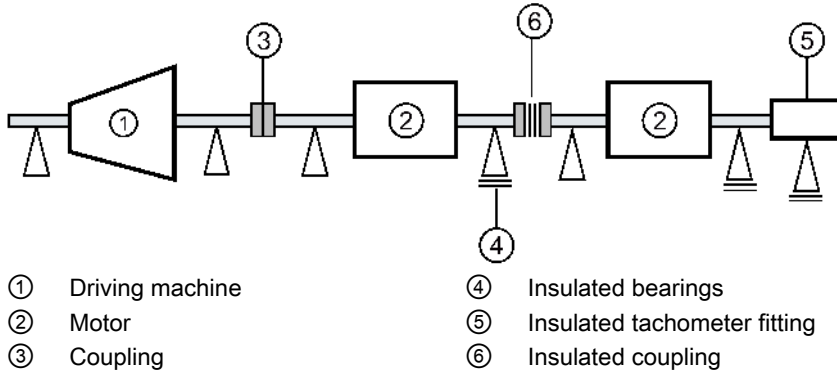 ③ ⑥ ⑤
① ② ②
④
① Driving machine
② Motor
③ Coupling
④ Insulated bearings
⑤ Insulated tachometer fitting
⑥ Insulated coupling